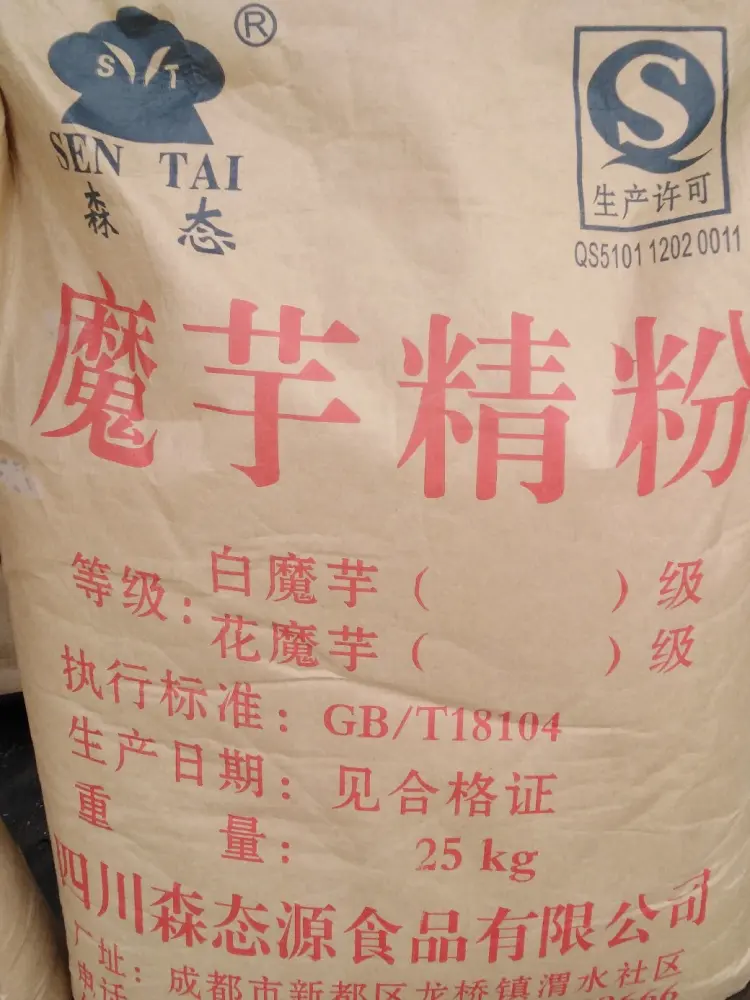 S T
®
SEN TAI
森态
S
生产许可
QS5101 1202 0011
魔芋精粉
等级：白魔芋（ ）级
花魔芋（ ）级
执行标准：GB/T18104
生产日期：见合格证
重 量：25 kg
四川森态源食品有限公司
厂址：成都市新都区龙桥镇渭水社区
电话